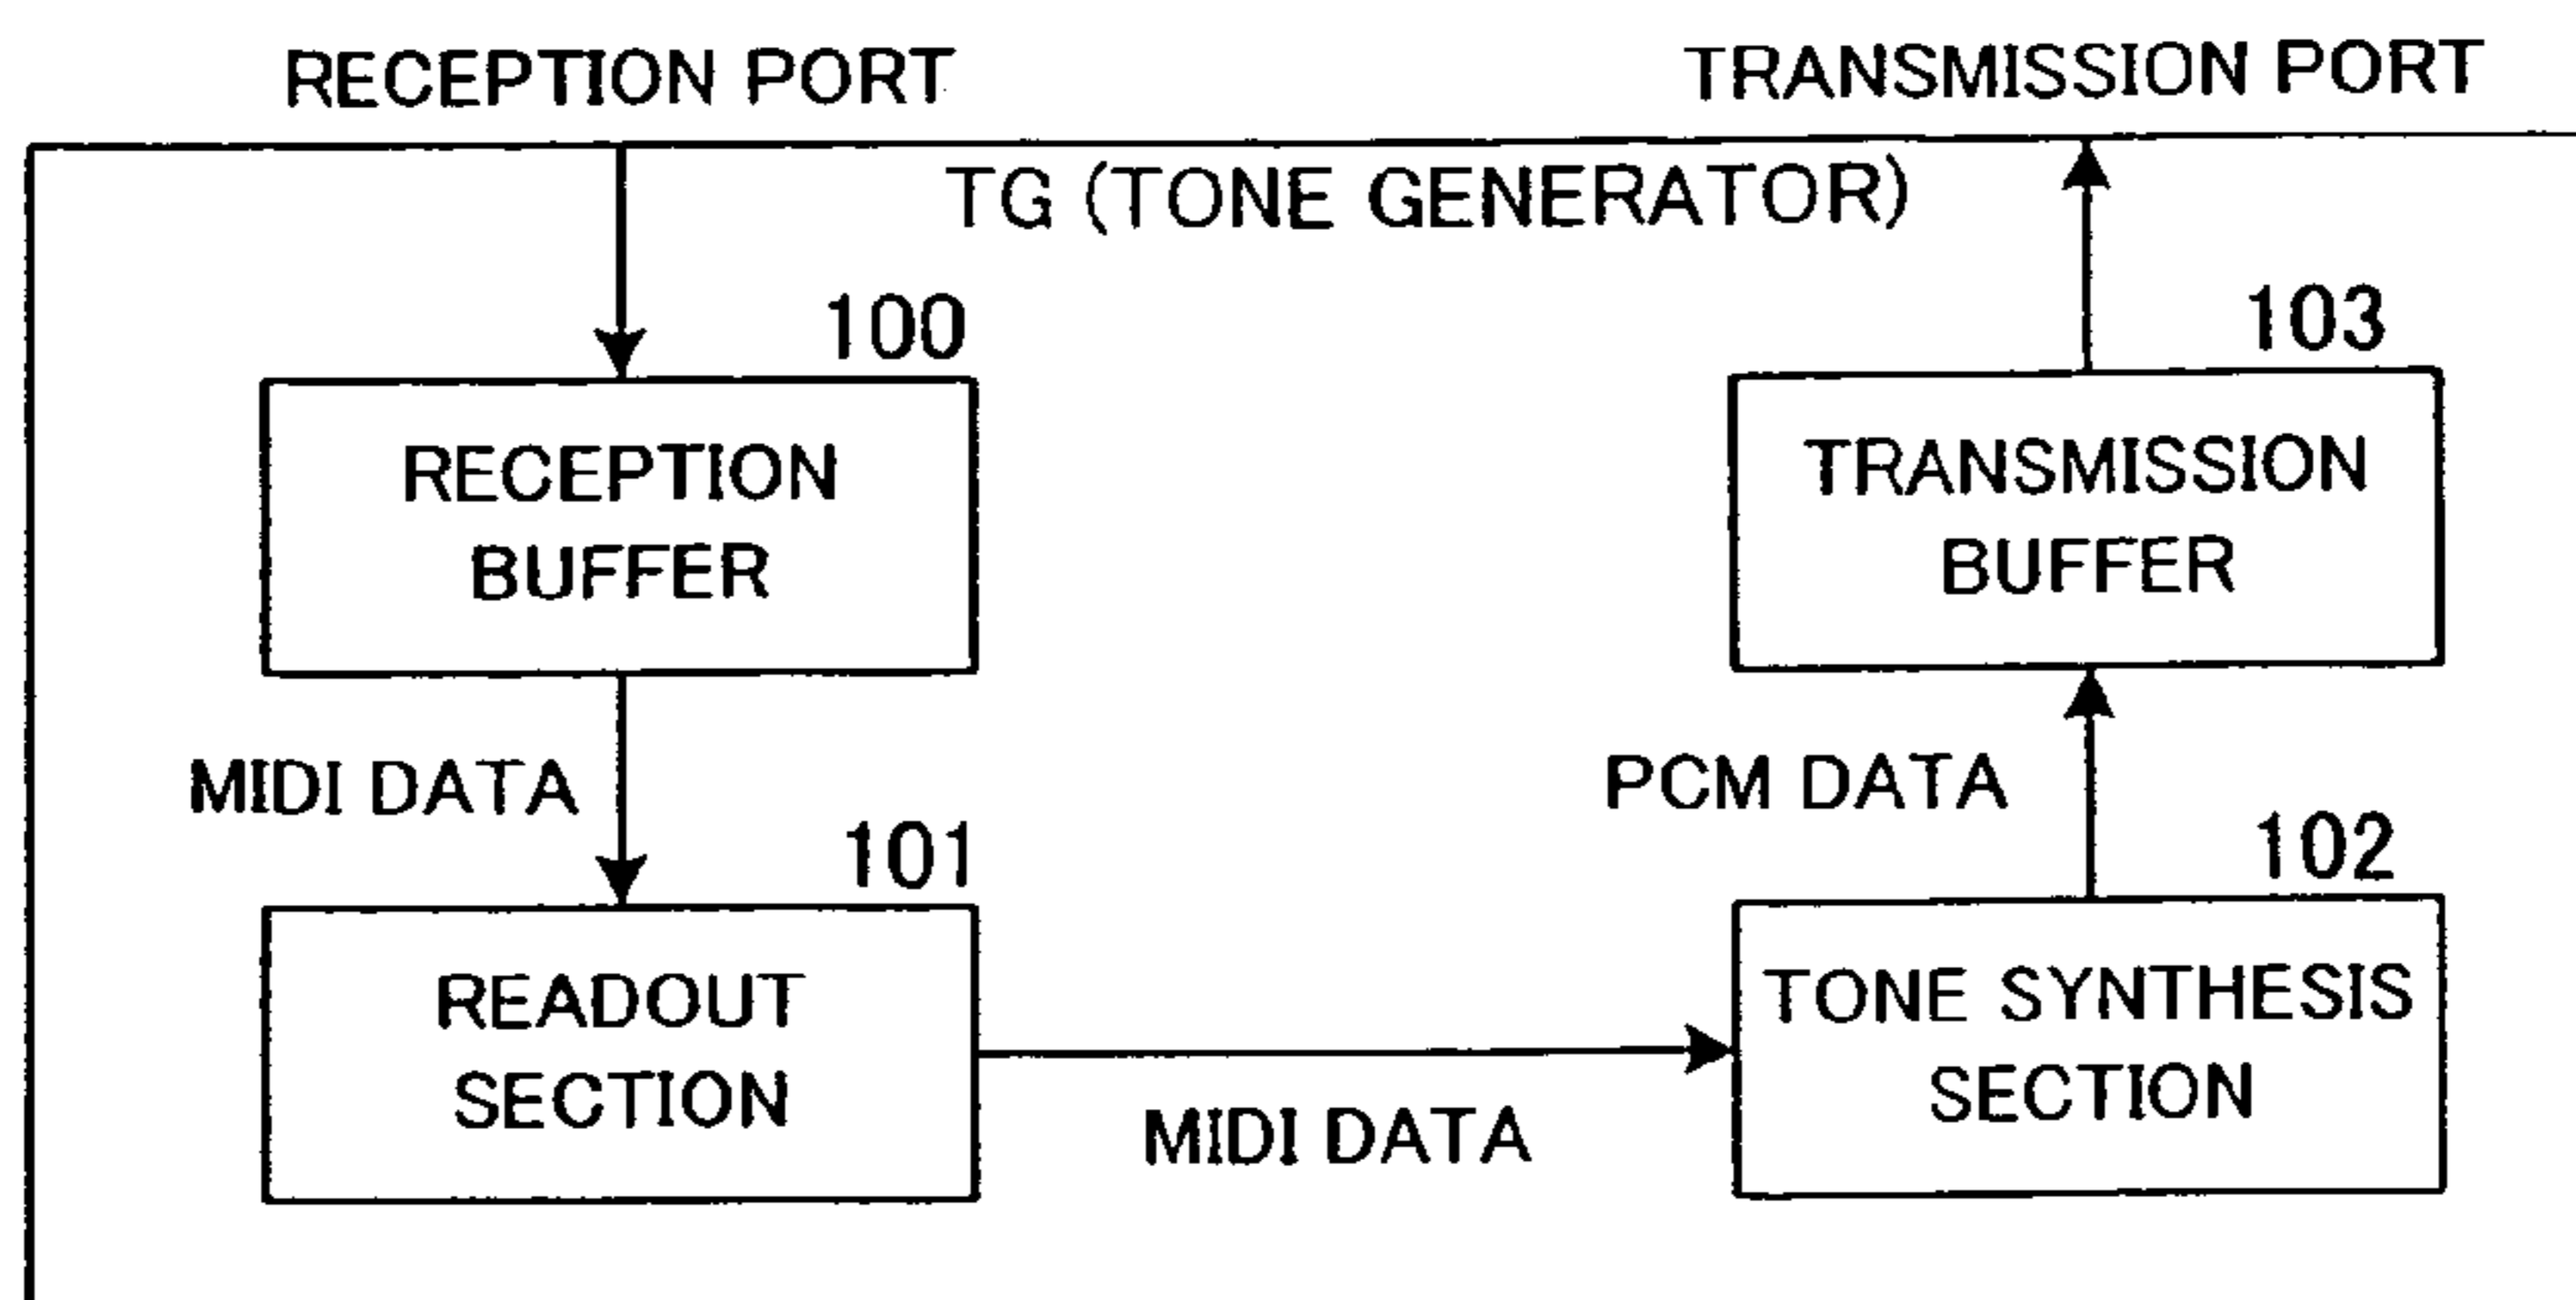 RECEPTION PORT
TRANSMISSION PORT
TG (TONE GENERATOR)
100
RECEPTION
BUFFER
103
TRANSMISSION
BUFFER
MIDI DATA
PCM DATA
101
READOUT
SECTION
102
TONE SYNTHESIS
SECTION
MIDI DATA